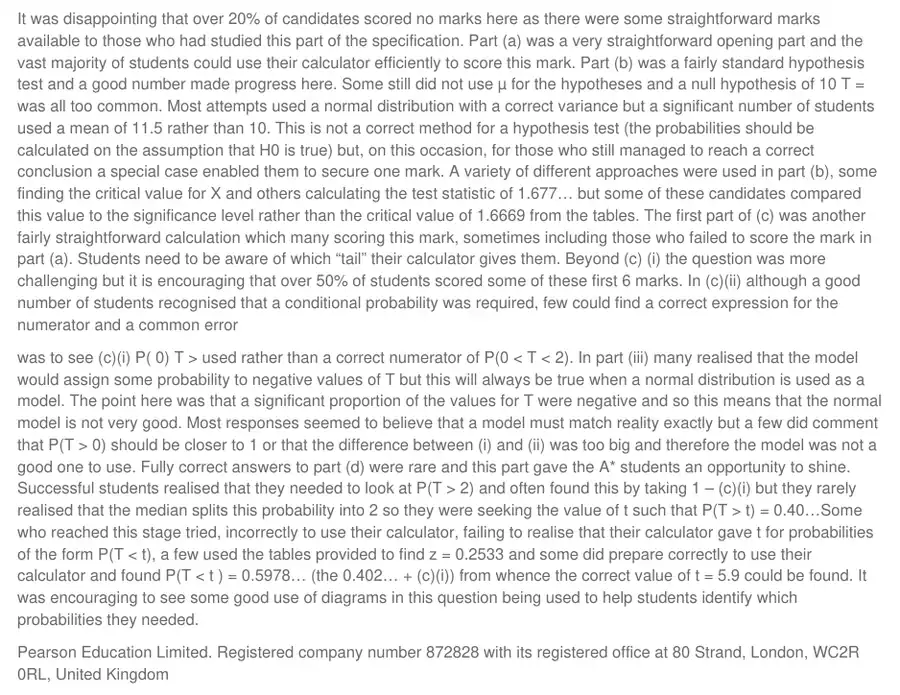 It was disappointing that over 20% of candidates scored no marks here as there were some straightforward marks
available to those who had studied this part of the specification. Part (a) was a very straightforward opening part and the
vast majority of students could use their calculator efficiently to score this mark. Part (b) was a fairly standard hypothesis
test and a good number made progress here. Some still did not use μ for the hypotheses and a null hypothesis of 10 T =
was all too common. Most attempts used a normal distribution with a correct variance but a significant number of students
used a mean of 11.5 rather than 10. This is not a correct method for a hypothesis test (the probabilities should be
calculated on the assumption that H0 is true) but, on this occasion, for those who still managed to reach a correct
conclusion a special case enabled them to secure one mark. A variety of different approaches were used in part (b), some
finding the critical value for X and others calculating the test statistic of 1.677… but some of these candidates compared
this value to the significance level rather than the critical value of 1.6669 from the tables. The first part of (c) was another
fairly straightforward calculation which many scoring this mark, sometimes including those who failed to score the mark in
part (a). Students need to be aware of which “tail” their calculator gives them. Beyond (c) (i) the question was more
challenging but it is encouraging that over 50% of students scored some of these first 6 marks. In (c)(ii) although a good
number of students recognised that a conditional probability was required, few could find a correct expression for the
numerator and a common error
was to see (c)(i) P( 0) T > used rather than a correct numerator of P(0 < T < 2). In part (iii) many realised that the model
would assign some probability to negative values of T but this will always be true when a normal distribution is used as a
model. The point here was that a significant proportion of the values for T were negative and so this means that the normal
model is not very good. Most responses seemed to believe that a model must match reality exactly but a few did comment
that P(T > 0) should be closer to 1 or that the difference between (i) and (ii) was too big and therefore the model was not a
good one to use. Fully correct answers to part (d) were rare and this part gave the A* students an opportunity to shine.
Successful students realised that they needed to look at P(T > 2) and often found this by taking 1 – (c)(i) but they rarely
realised that the median splits this probability into 2 so they were seeking the value of t such that P(T > t) = 0.40…Some
who reached this stage tried, incorrectly to use their calculator, failing to realise that their calculator gave t for probabilities
of the form P(T < t), a few used the tables provided to find z = 0.2533 and some did prepare correctly to use their
calculator and found P(T < t ) = 0.5978… (the 0.402… + (c)(i)) from whence the correct value of t = 5.9 could be found. It
was encouraging to see some good use of diagrams in this question being used to help students identify which
probabilities they needed.
Pearson Education Limited. Registered company number 872828 with its registered office at 80 Strand, London, WC2R
0RL, United Kingdom